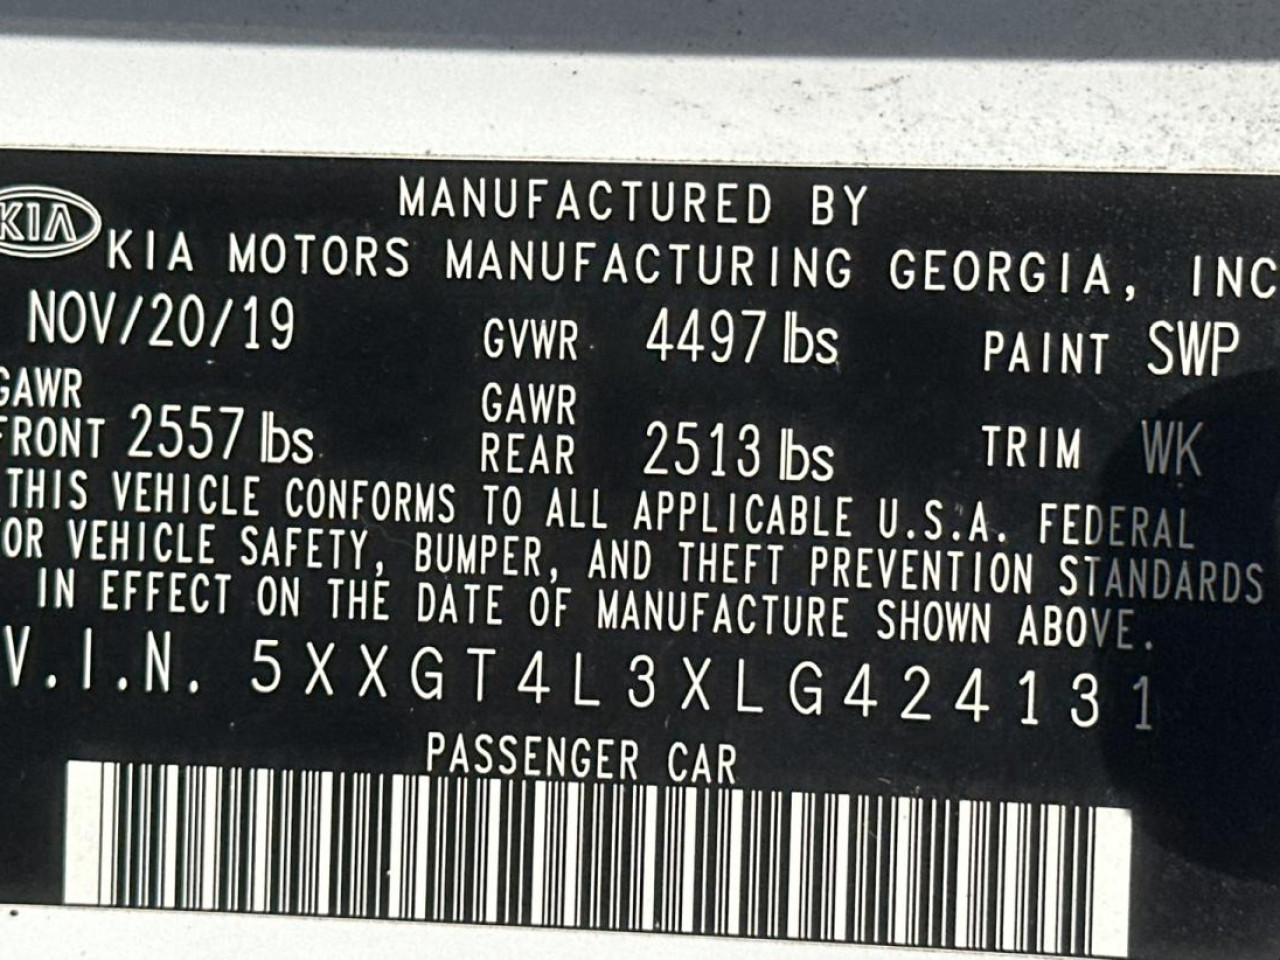 MANUFACTURED BY
KIA
KIA MOTORS MANUFACTURING GEORGIA, INC
NOV/20/19 GVWR 4497 lbs PAINT SWP
GAWR FRONT 2557 lbs GAWR REAR 2513 lbs TRIM WK
THIS VEHICLE CONFORMS TO ALL APPLICABLE U.S.A. FEDERAL
OR VEHICLE SAFETY, BUMPER, AND THEFT PREVENTION STANDARDS
IN EFFECT ON THE DATE OF MANUFACTURE SHOWN ABOVE.
V.I.N. 5XXGT4L3XLG424131
PASSENGER CAR